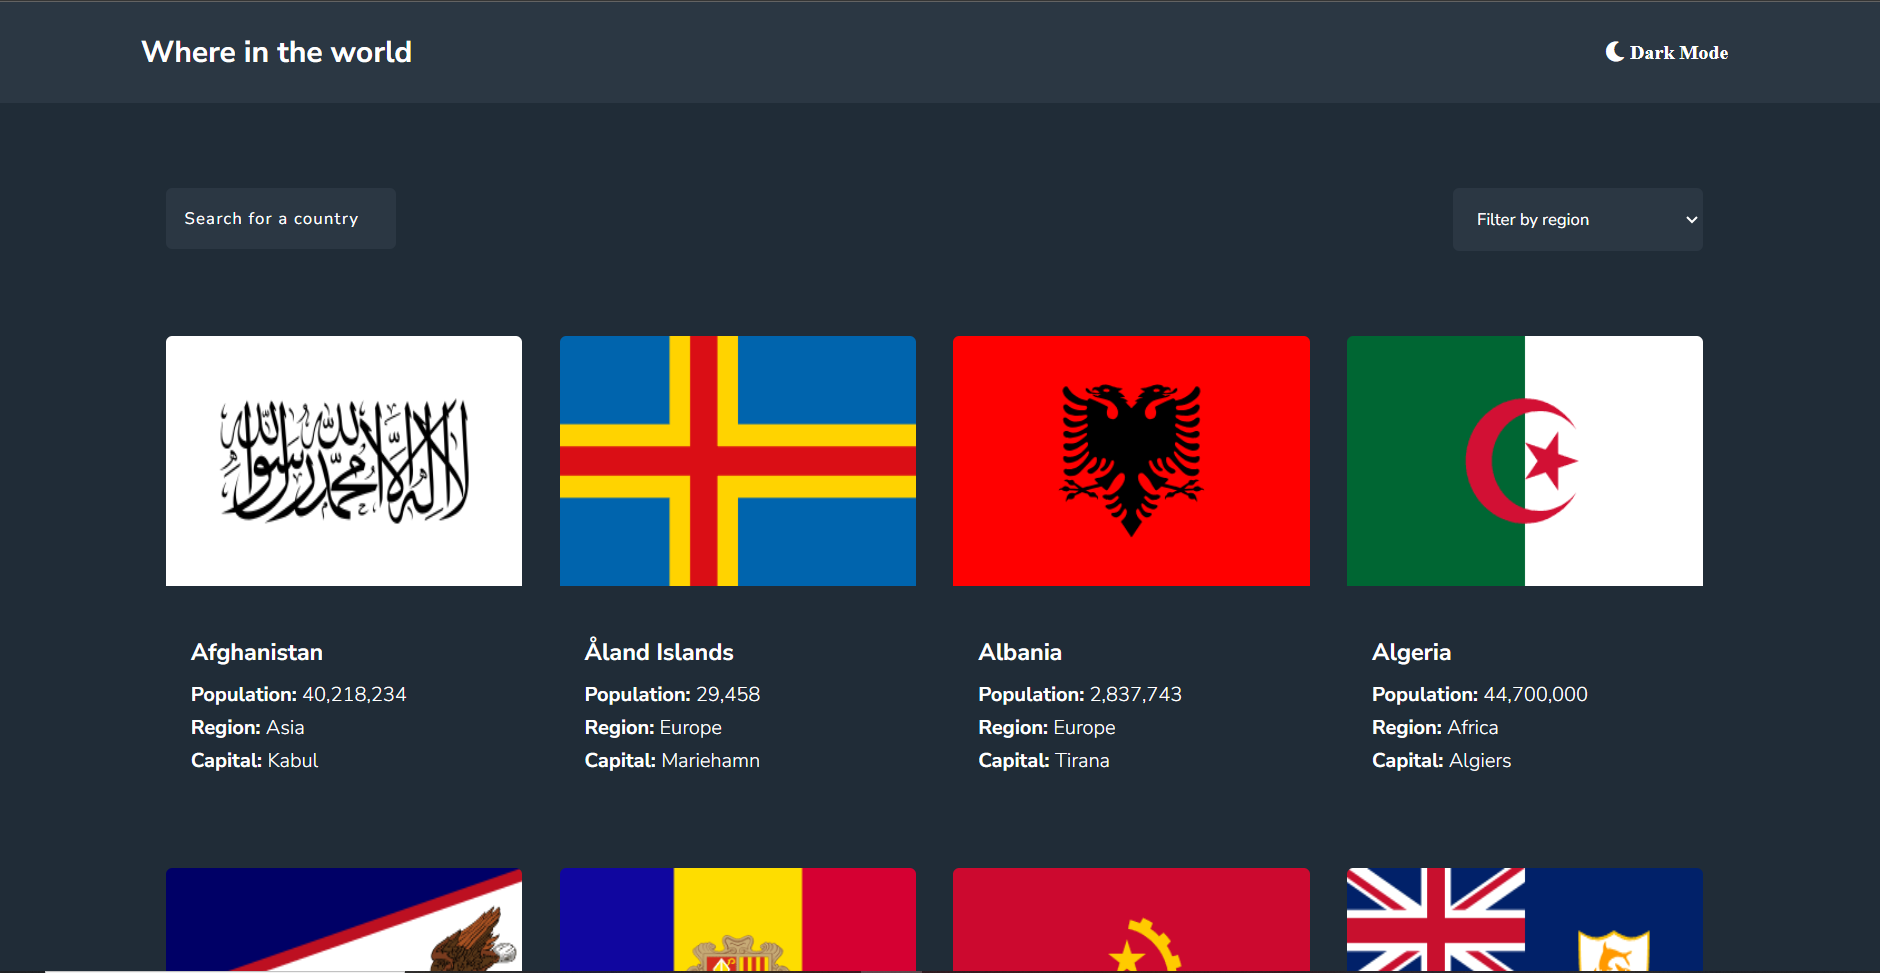 Where in the world
Dark Mode
Search for a country
Filter by region
لا إله إلا الله محمد رسول الله
Afghanistan
Population: 40,218,234
Region: Asia
Capital: Kabul
Åland Islands
Population: 29,458
Region: Europe
Capital: Mariehamn
Albania
Population: 2,837,743
Region: Europe
Capital: Tirana
Algeria
Population: 44,700,000
Region: Africa
Capital: Algiers